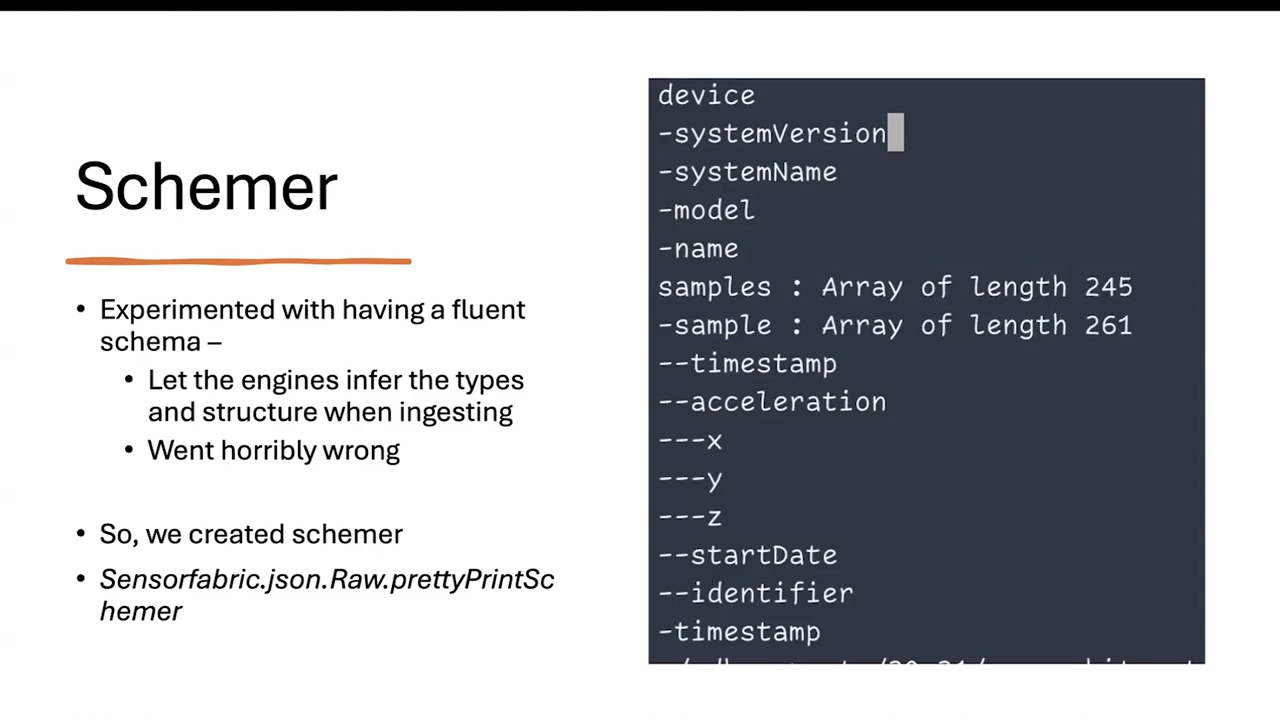 Schemer
• Experimented with having a fluent
schema –
• Let the engines infer the types
and structure when ingesting
• Went horribly wrong
• So, we created schemer
• Sensorfabric.json.Raw.prettyPrintSc
hemer
device
-systemVersion
-systemName
-model
-name
samples : Array of length 245
-sample : Array of length 261
--timestamp
--acceleration
---x
---y
---z
--startDate
--identifier
-timestamp